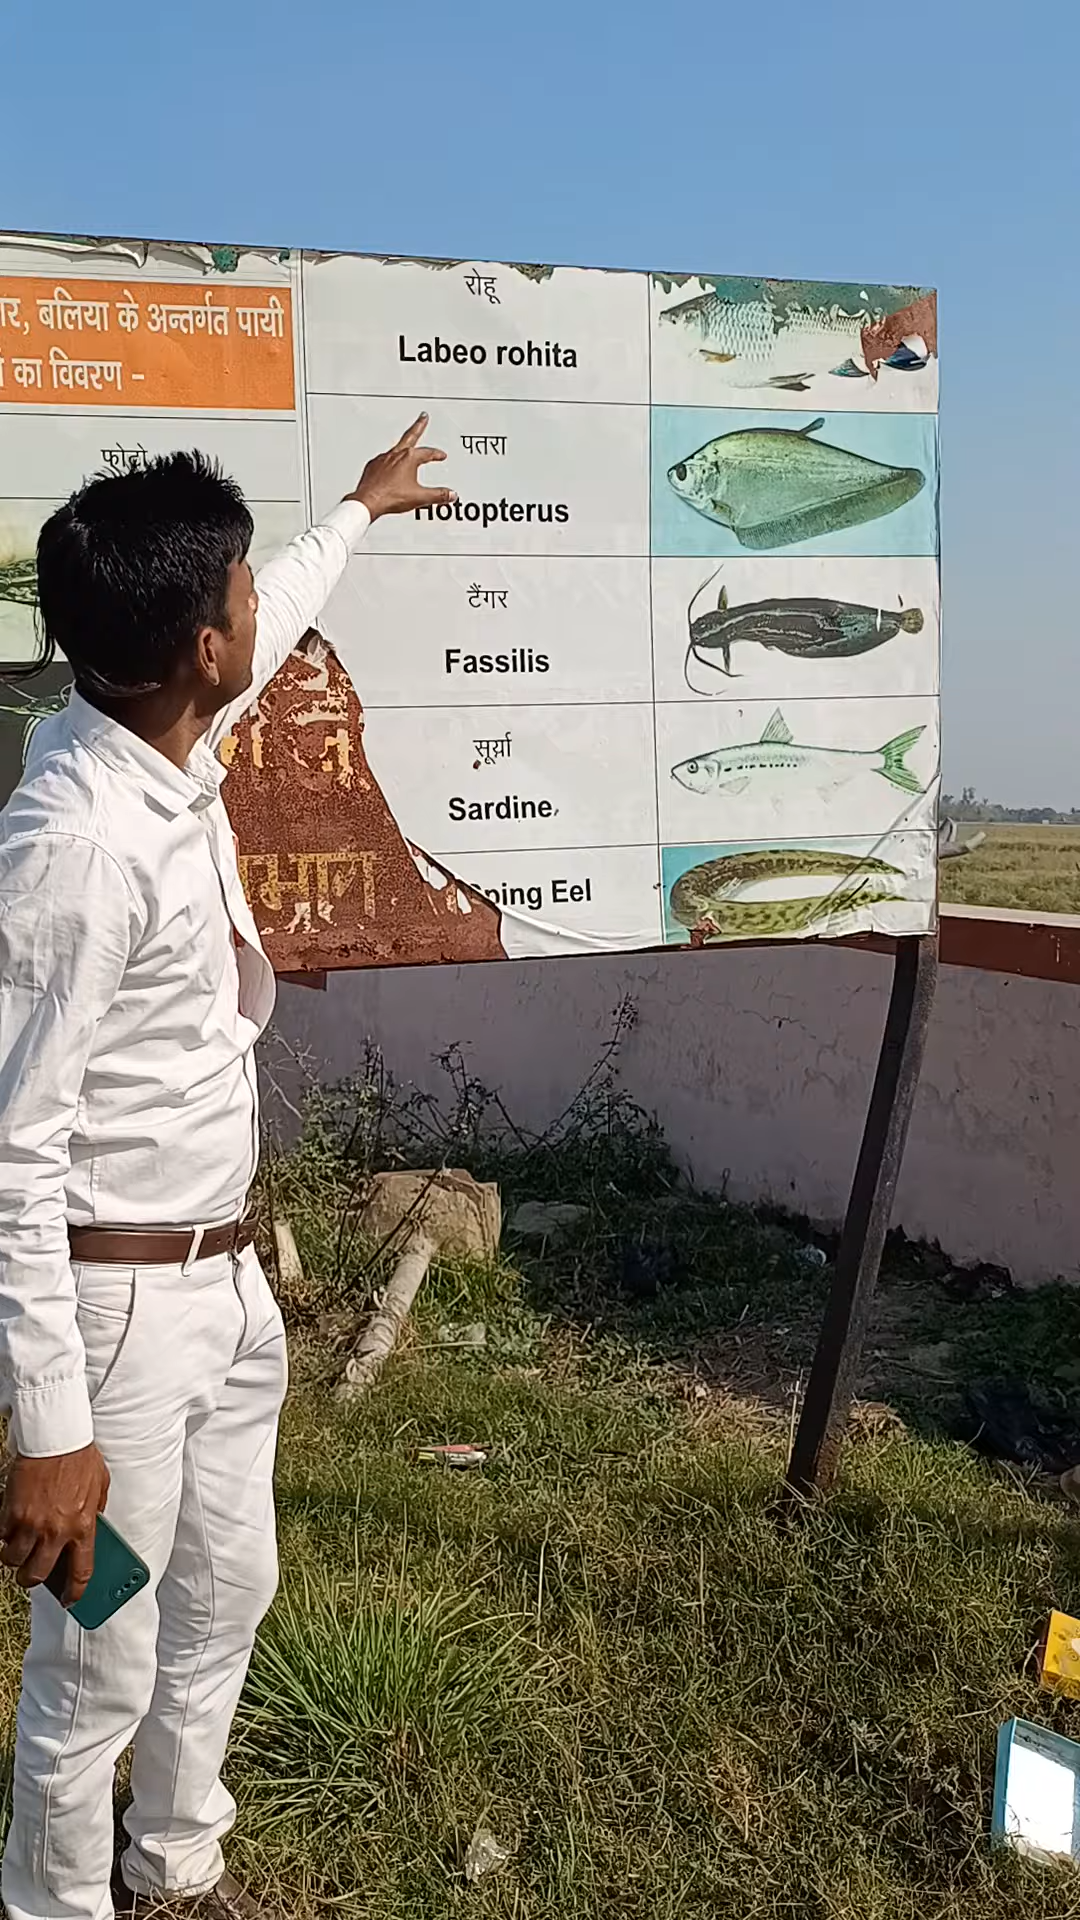 र, बलिया के अन्तर्गत पायी
का विवरण -
फोटो
रोहू
Labeo rohita
पतरा
Notopterus
टैंगर
Fassilis
सूर्या
Sardine
Eel